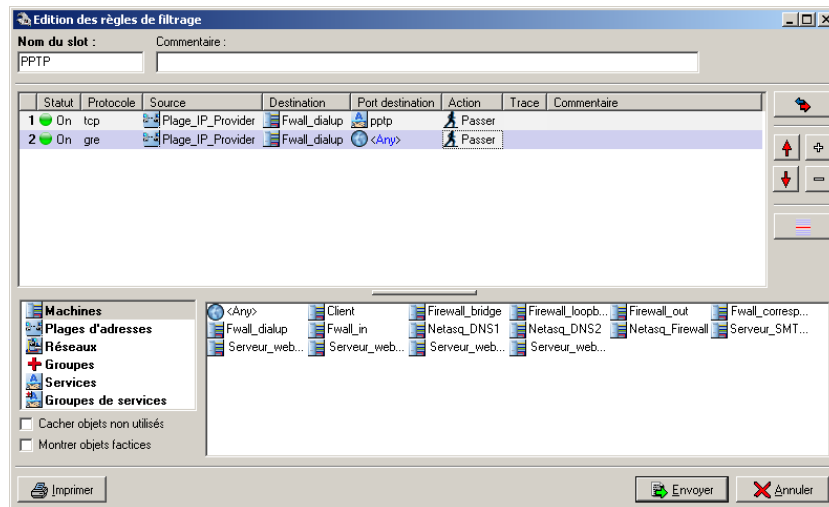 Edition des règles de filtrage
Nom du slot : Commentaire :
PPTP
Statut Protocole Source Destination Port destination Action Trace Commentaire
1 On tcp Plage_IP_Provider Fwall_dialup pptp Passer
2 On gre Plage_IP_Provider Fwall_dialup <Any> Passer
Machines
Plages d'adresses
Réseaux
Groupes
Services
Groupes de services
Cacher objets non utilisés
Montrer objets factices
<Any> Client Firewall_bridge Firewall_loopb... Firewall_out Fwall_corresp...
Fwall_dialup Fwall_in Netasq_DNS1 Netasq_DNS2 Netasq_Firewall Serveur_SMT...
Serveur_web... Serveur_web... Serveur_web... Serveur_web...
Imprimer Envoyer Annuler